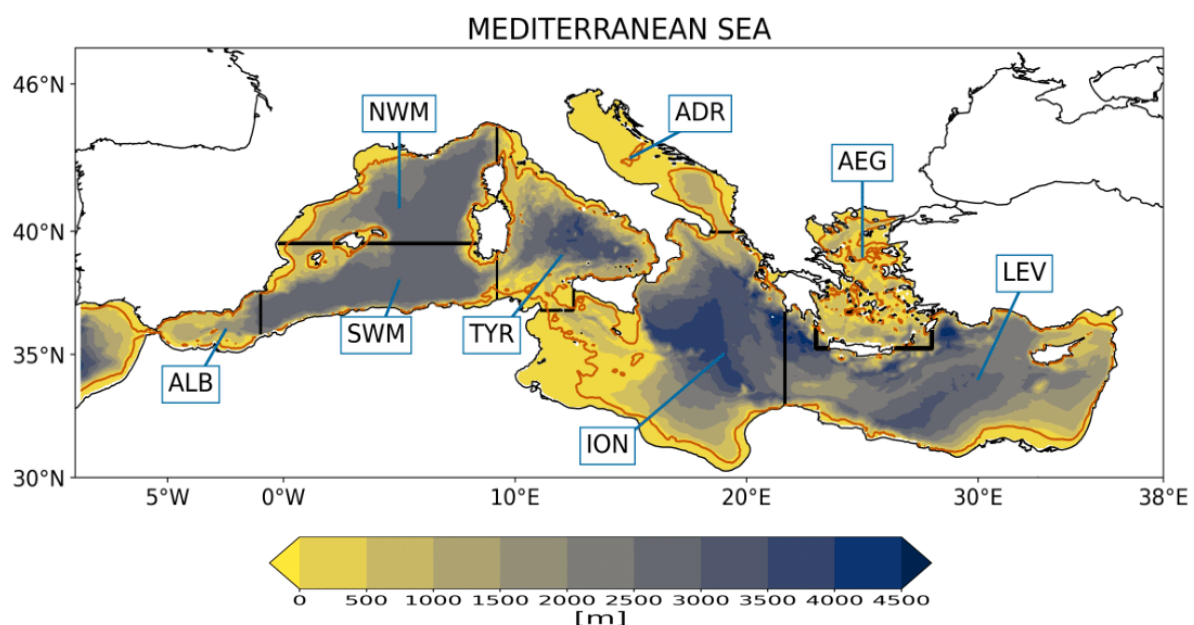 MEDITERRANEAN SEA
46°N
NWM
ADR
AEG
40°N
LEV
SWM
TYR
35°N
ALB
ION
30°N
5°W 0°W 10°E 20°E 30°E 38°E
0 500 1000 1500 2000 2500 3000 3500 4000 4500
[m]